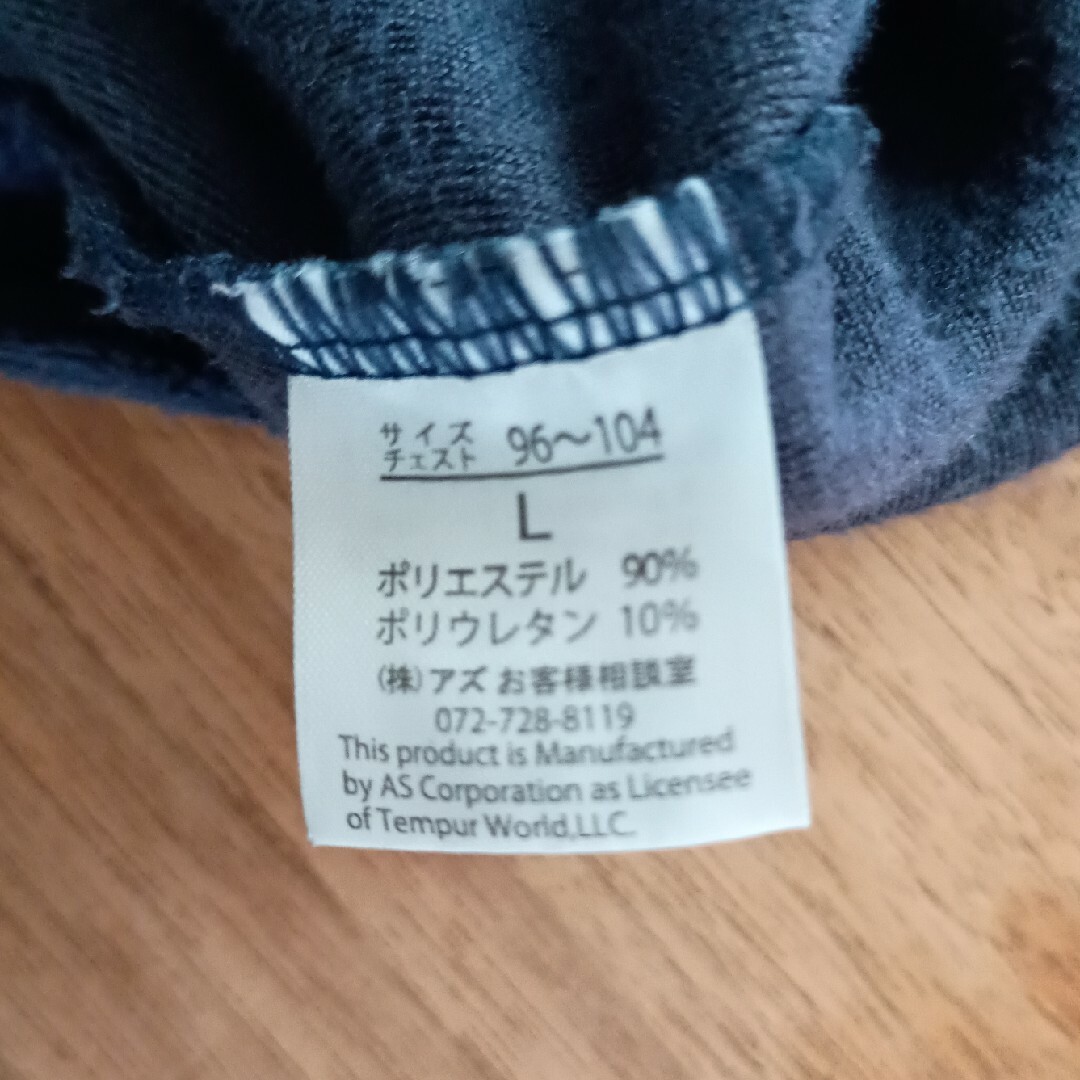 サイズ
チェスト 96～104
L
ポリエステル 90%
ポリウレタン 10%
（株）アズ お客様相談室
072-728-8119
This product is Manufactured
by AS Corporation as Licensee
of Tempur World,LLC.